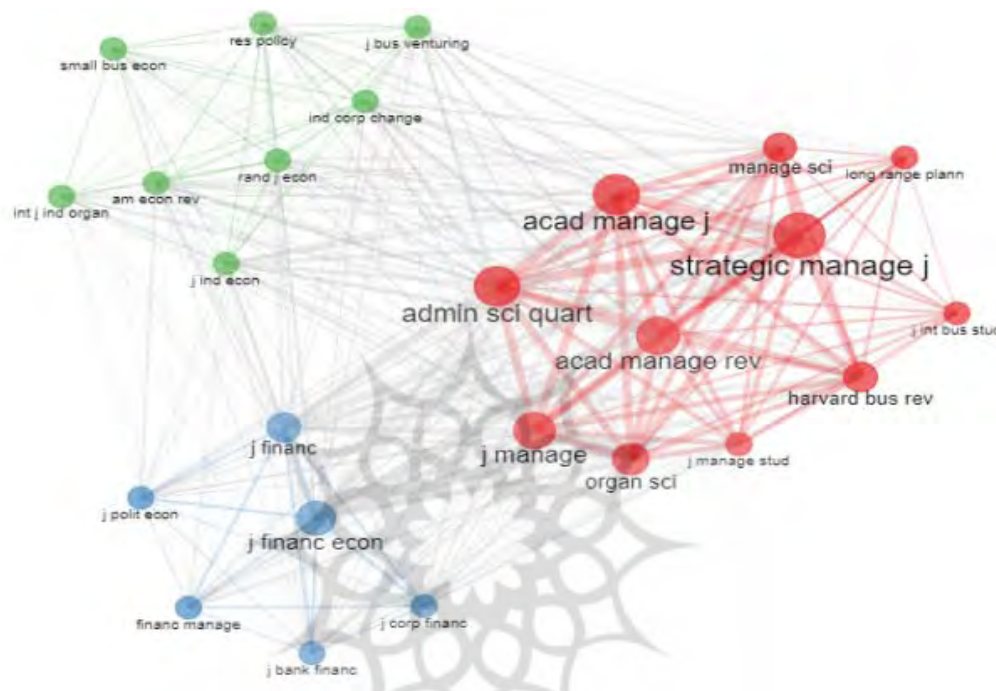 res policy
j bus venturing
small bus econ
ind corp change
rand j econ
am econ rev
int j ind organ
j ind econ
manage sci
long range plann
acad manage j
strategic manage j
admin sci quart
j int bus stud
acad manage rev
harvard bus rev
j manage
j manage stud
organ sci
j financ
j polit econ
j financ econ
financ manage
j corp financ
j bank financ